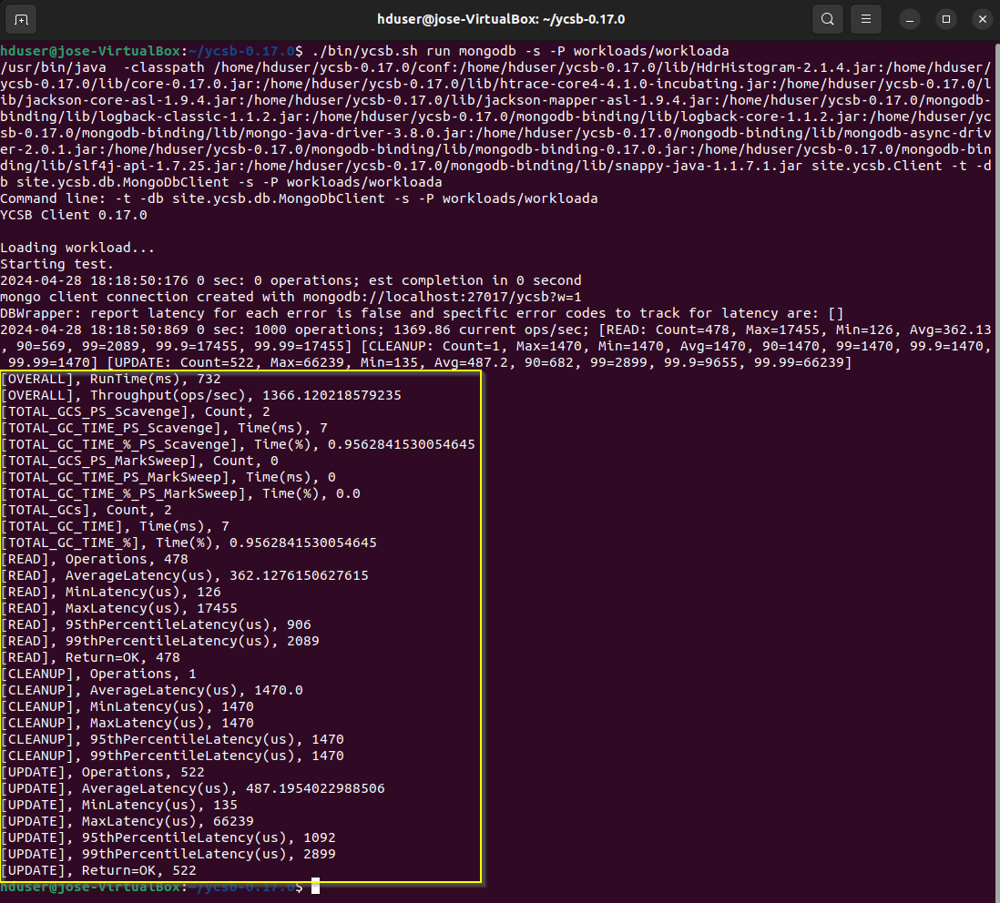 hduser@jose-VirtualBox: ~/ycsb-0.17.0
hduser@jose-VirtualBox:~/ycsb-0.17.0$ ./bin/ycsb.sh run mongodb -s -P workloads/workloada
/usr/bin/java  -classpath /home/hduser/ycsb-0.17.0/conf:/home/hduser/ycsb-0.17.0/lib/HdrHistogram-2.1.4.jar:/home/hduser/
ycsb-0.17.0/lib/core-0.17.0.jar:/home/hduser/ycsb-0.17.0/lib/htrace-core4-4.1.0-incubating.jar:/home/hduser/ycsb-0.17.0/l
ib/jackson-core-asl-1.9.4.jar:/home/hduser/ycsb-0.17.0/lib/jackson-mapper-asl-1.9.4.jar:/home/hduser/ycsb-0.17.0/mongodb-
binding/lib/logback-classic-1.1.2.jar:/home/hduser/ycsb-0.17.0/mongodb-binding/lib/logback-core-1.1.2.jar:/home/hduser/yc
sb-0.17.0/mongodb-binding/lib/mongo-java-driver-3.8.0.jar:/home/hduser/ycsb-0.17.0/mongodb-binding/lib/mongodb-async-driv
er-2.0.1.jar:/home/hduser/ycsb-0.17.0/mongodb-binding/lib/mongodb-binding-0.17.0.jar:/home/hduser/ycsb-0.17.0/mongodb-bin
ding/lib/slf4j-api-1.7.25.jar:/home/hduser/ycsb-0.17.0/mongodb-binding/lib/snappy-java-1.1.7.1.jar site.ycsb.Client -t -d
b site.ycsb.db.MongoDbClient -s -P workloads/workloada
Command line: -t -db site.ycsb.db.MongoDbClient -s -P workloads/workloada
YCSB Client 0.17.0
Loading workload...
Starting test.
2024-04-28 18:18:50:176 0 sec: 0 operations; est completion in 0 second
mongo client connection created with mongodb://localhost:27017/ycsb?w=1
DBWrapper: report latency for each error is false and specific error codes to track for latency are: []
2024-04-28 18:18:50:869 0 sec: 1000 operations; 1369.86 current ops/sec; [READ: Count=478, Max=17455, Min=126, Avg=362.13
, 90=569, 99=2089, 99.9=17455, 99.99=17455] [CLEANUP: Count=1, Max=1470, Min=1470, Avg=1470, 90=1470, 99=1470, 99.9=1470,
 99.99=1470] [UPDATE: Count=522, Max=66239, Min=135, Avg=487.2, 90=682, 99=2899, 99.9=9655, 99.99=66239]
[OVERALL], RunTime(ms), 732
[OVERALL], Throughput(ops/sec), 1366.120218579235
[TOTAL_GCS_PS_Scavenge], Count, 2
[TOTAL_GC_TIME_PS_Scavenge], Time(ms), 7
[TOTAL_GC_TIME_%_PS_Scavenge], Time(%), 0.9562841530054645
[TOTAL_GCS_PS_MarkSweep], Count, 0
[TOTAL_GC_TIME_PS_MarkSweep], Time(ms), 0
[TOTAL_GC_TIME_%_PS_MarkSweep], Time(%), 0.0
[TOTAL_GCs], Count, 2
[TOTAL_GC_TIME], Time(ms), 7
[TOTAL_GC_TIME_%], Time(%), 0.9562841530054645
[READ], Operations, 478
[READ], AverageLatency(us), 362.1276150627615
[READ], MinLatency(us), 126
[READ], MaxLatency(us), 17455
[READ], 95thPercentileLatency(us), 906
[READ], 99thPercentileLatency(us), 2089
[READ], Return=OK, 478
[CLEANUP], Operations, 1
[CLEANUP], AverageLatency(us), 1470.0
[CLEANUP], MinLatency(us), 1470
[CLEANUP], MaxLatency(us), 1470
[CLEANUP], 95thPercentileLatency(us), 1470
[CLEANUP], 99thPercentileLatency(us), 1470
[UPDATE], Operations, 522
[UPDATE], AverageLatency(us), 487.1954022988506
[UPDATE], MinLatency(us), 135
[UPDATE], MaxLatency(us), 66239
[UPDATE], 95thPercentileLatency(us), 1092
[UPDATE], 99thPercentileLatency(us), 2899
[UPDATE], Return=OK, 522
hduser@jose-VirtualBox:~/ycsb-0.17.0$